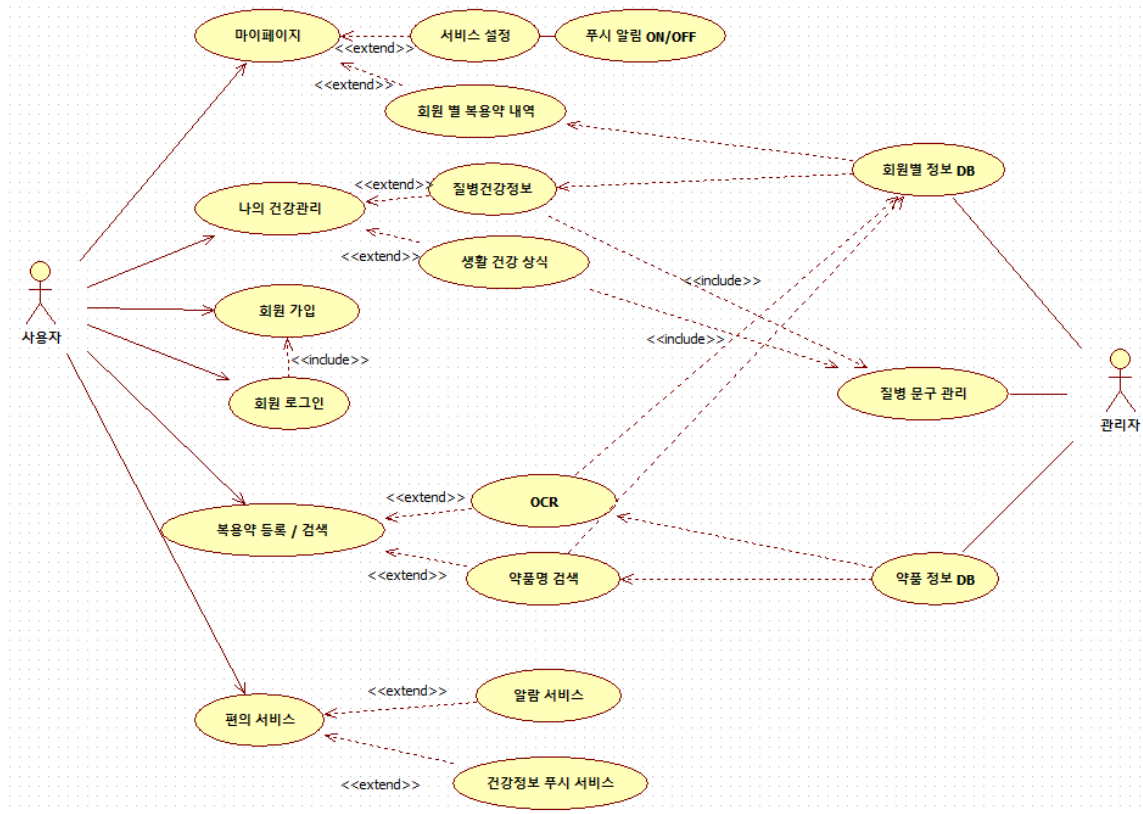 마이페이지
서비스 설정
푸시 알림 ON/OFF
<<extend>>
<<extend>>
회원 별 복용약 내역
회원별 정보 DB
<<extend>>
질병건강정보
나의 건강관리
<<extend>>
생활 건강 상식
<<include>>
회원 가입
사용자
<<include>>
<<include>>
회원 로그인
질병 문구 관리
관리자
<<extend>>
OCR
복용약 등록 / 검색
<<extend>>
약품명 검색
약품 정보 DB
<<extend>>
알람 서비스
편의 서비스
<<extend>>
건강정보 푸시 서비스